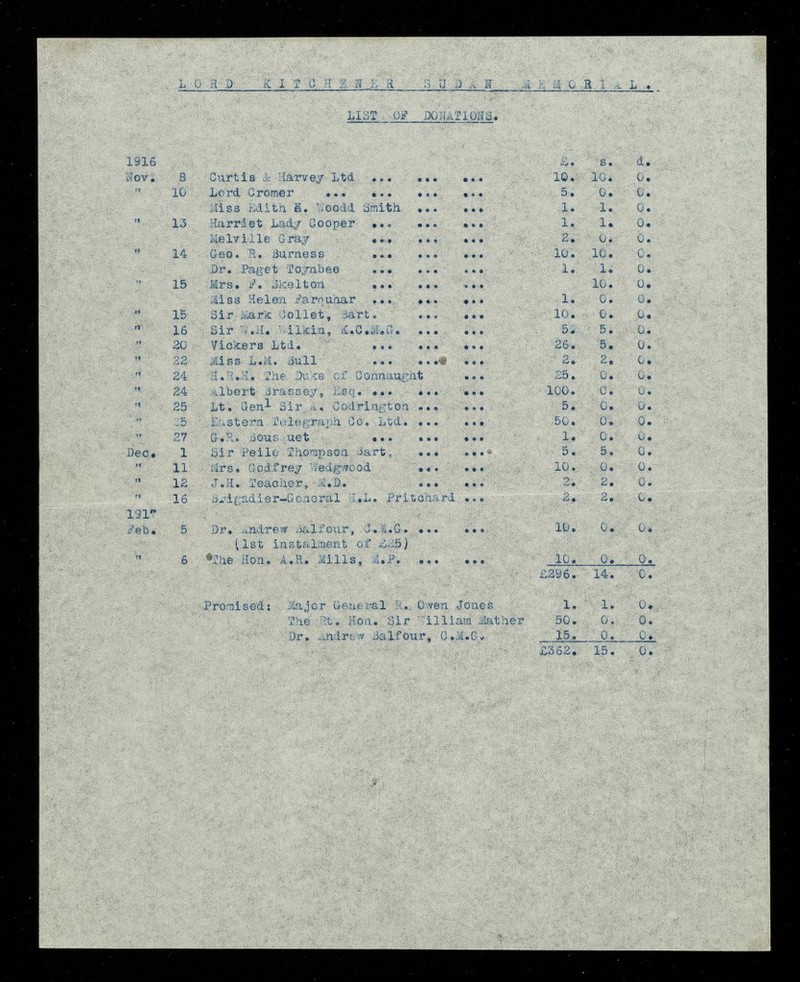 LORD KITCHENER SUDAN MEMORIAL.
LIST OF DONATIONS.
1916 £. s. d.
Nov. 8 Curtis & Harvey Ltd ... ... ... 10. 10. 0.
" 10 Lord Cromer ... ... ... ... 5. 0. 0.
Miss Edith E. Woodd Smith ... ... 1. 1. 0.
" 13 Harriet Lady Cooper ... ... ... 1. 1. 0.
Melville Gray ... ... ... 2. 0. 0.
" 14 Geo. R. Burness ... ... ... 10. 10. 0.
Dr. Paget Toynbee ... ... ... 1. 1. 0.
" 15 Mrs. F. Skelton ... ... ... 10. 0.
Miss Helen Farquhar ... ... ... 1. 0. 0.
" 15 Sir Mark Collet, Bart. ... ... 10. 0. 0.
" 16 Sir W.H. Wilkin, K.C.M.G. ... ... 5. 5. 0.
" 20 Vickers Ltd. ... ... ... ... 26. 5. 0.
" 22 Miss L.M. Bull ... ... ... 2. 2. 0.
" 24 H.R.H. The Duke of Connaught ... 25. 0. 0.
" 24 Albert Brassey, Esq. ... ... ... 100. 0. 0.
" 25 Lt. Genl Sir A. Codrington ... ... 5. 0. 0.
" 25 Eastern Telegraph Co. Ltd. ... ... 50. 0. 0.
" 27 G.R. Bousquet ... ... ... 1. 0. 0.
Dec. 1 Sir Peile Thompson Bart. ... ... 5. 5. 0.
" 11 Mrs. Godfrey Wedgwood ... ... 10. 0. 0.
" 12 J.H. Teacher, M.D. ... ... 2. 2. 0.
" 16 Brigadier-General H.L. Pritchard ... 2. 2. 0.
1917
Feb. 5 Dr. Andrew Balfour, C.M.G. ... ... 10. 0. 0.
(1st instalment of £25)
" 6 *The Hon. A.R. Mills, M.P. ... ... 10. 0. 0.
£296. 14. 0.
Promised: Major General R. Owen Jones 1. 1. 0.
The Rt. Hon. Sir William Mather 50. 0. 0.
Dr. Andrew Balfour, C.M.G. 15. 0. 0.
£362. 15. 0.